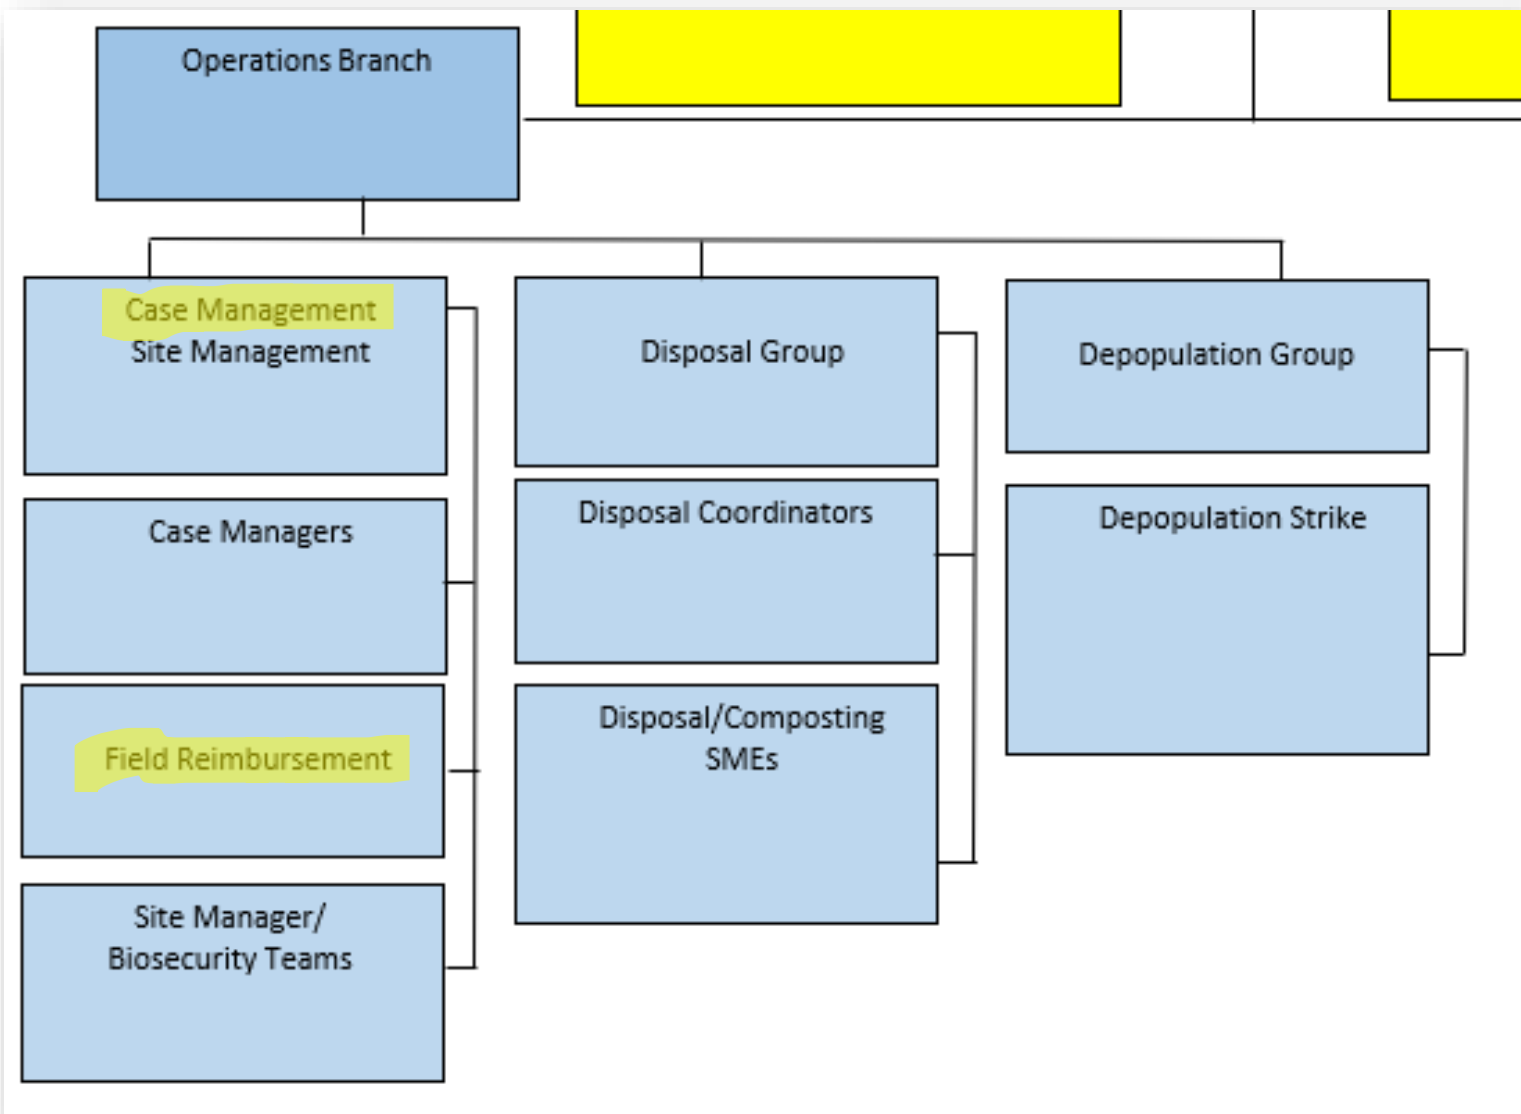 Operations Branch
Case Management
Site Management
Case Managers
Field Reimbursement
Site Manager/
Biosecurity Teams
Disposal Group
Disposal Coordinators
Disposal/Composting
SMEs
Depopulation Group
Depopulation Strike